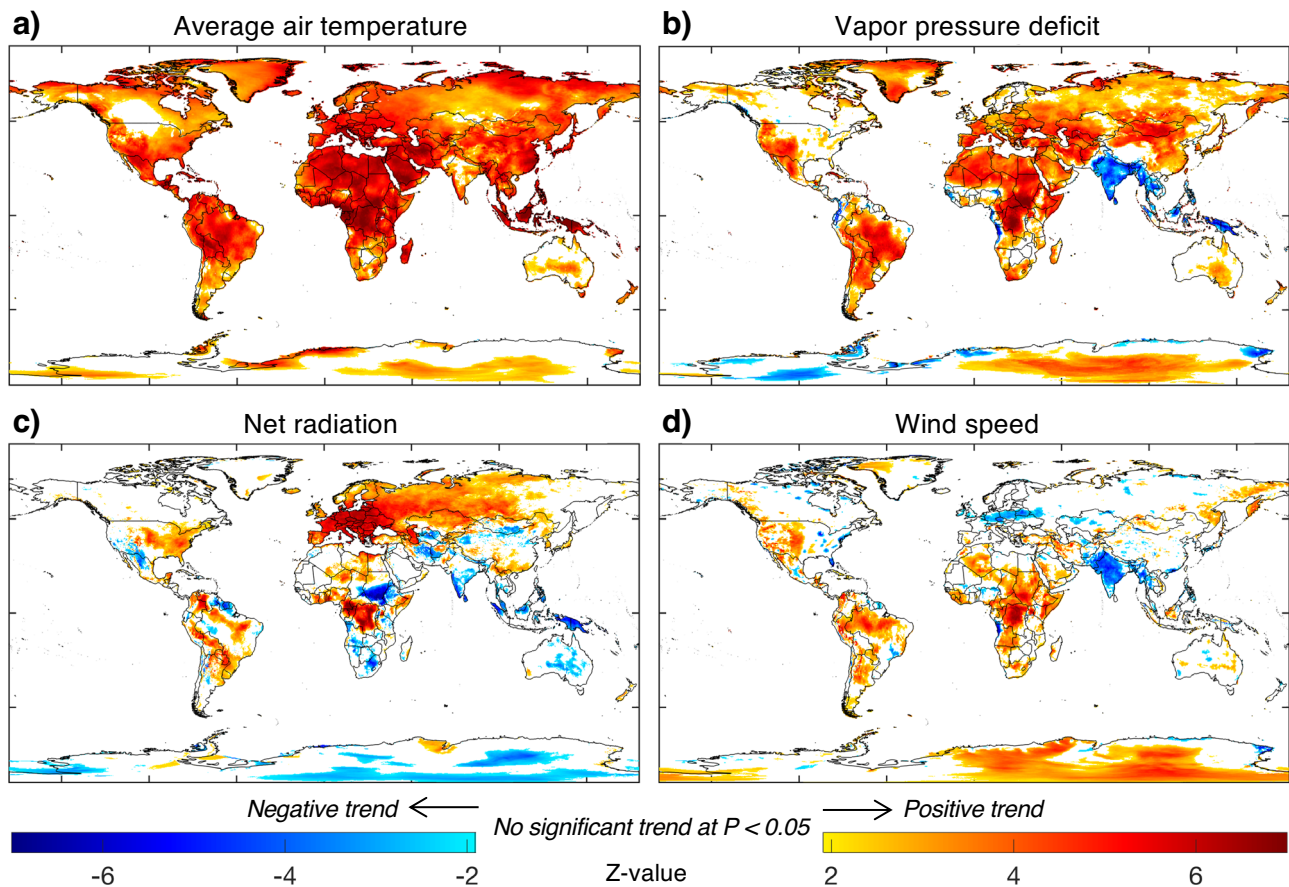 a) Average air temperature
b) Vapor pressure deficit
c) Net radiation
d) Wind speed
Negative trend
Positive trend
No significant trend at P < 0.05
-6 -4 -2 Z-value 2 4 6